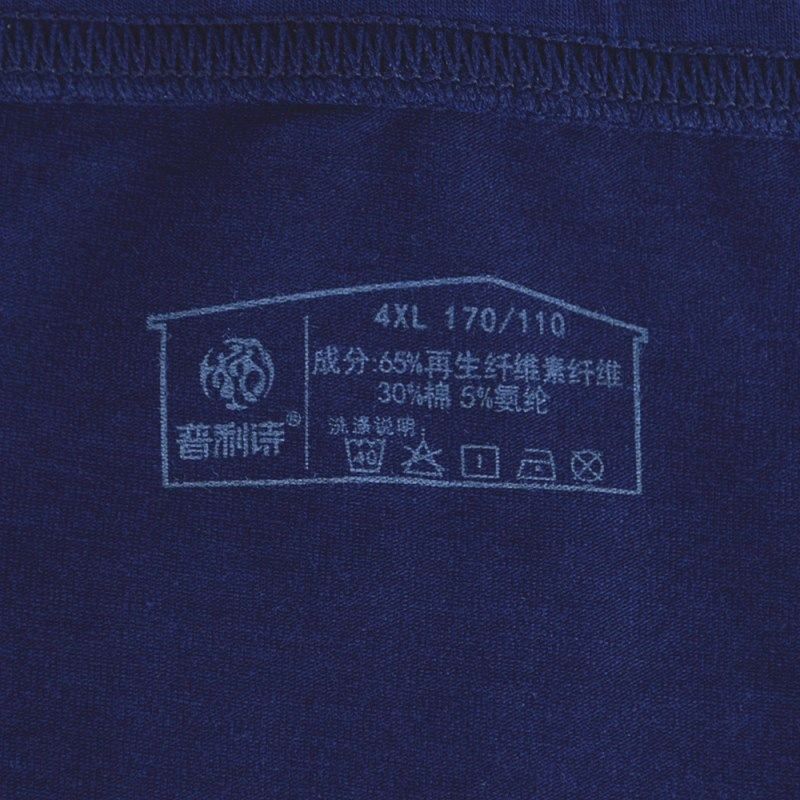 4XL 170/110
成分:65%再生纤维素纤维
30%棉 5%氨纶
普利诗®
洗涤说明:
40